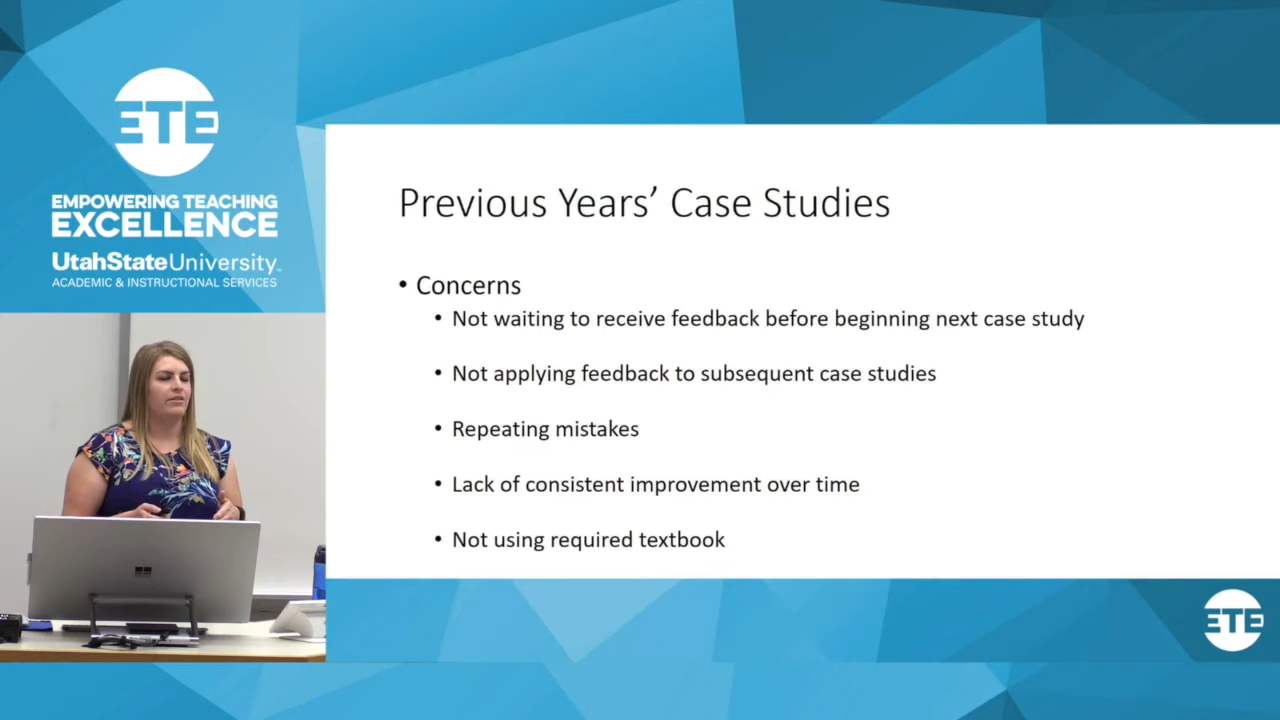 ETE
EMPOWERING TEACHING
EXCELLENCE
UtahStateUniversity
ACADEMIC & INSTRUCTIONAL SERVICES
Previous Years' Case Studies
• Concerns
• Not waiting to receive feedback before beginning next case study
• Not applying feedback to subsequent case studies
• Repeating mistakes
• Lack of consistent improvement over time
• Not using required textbook
ETE